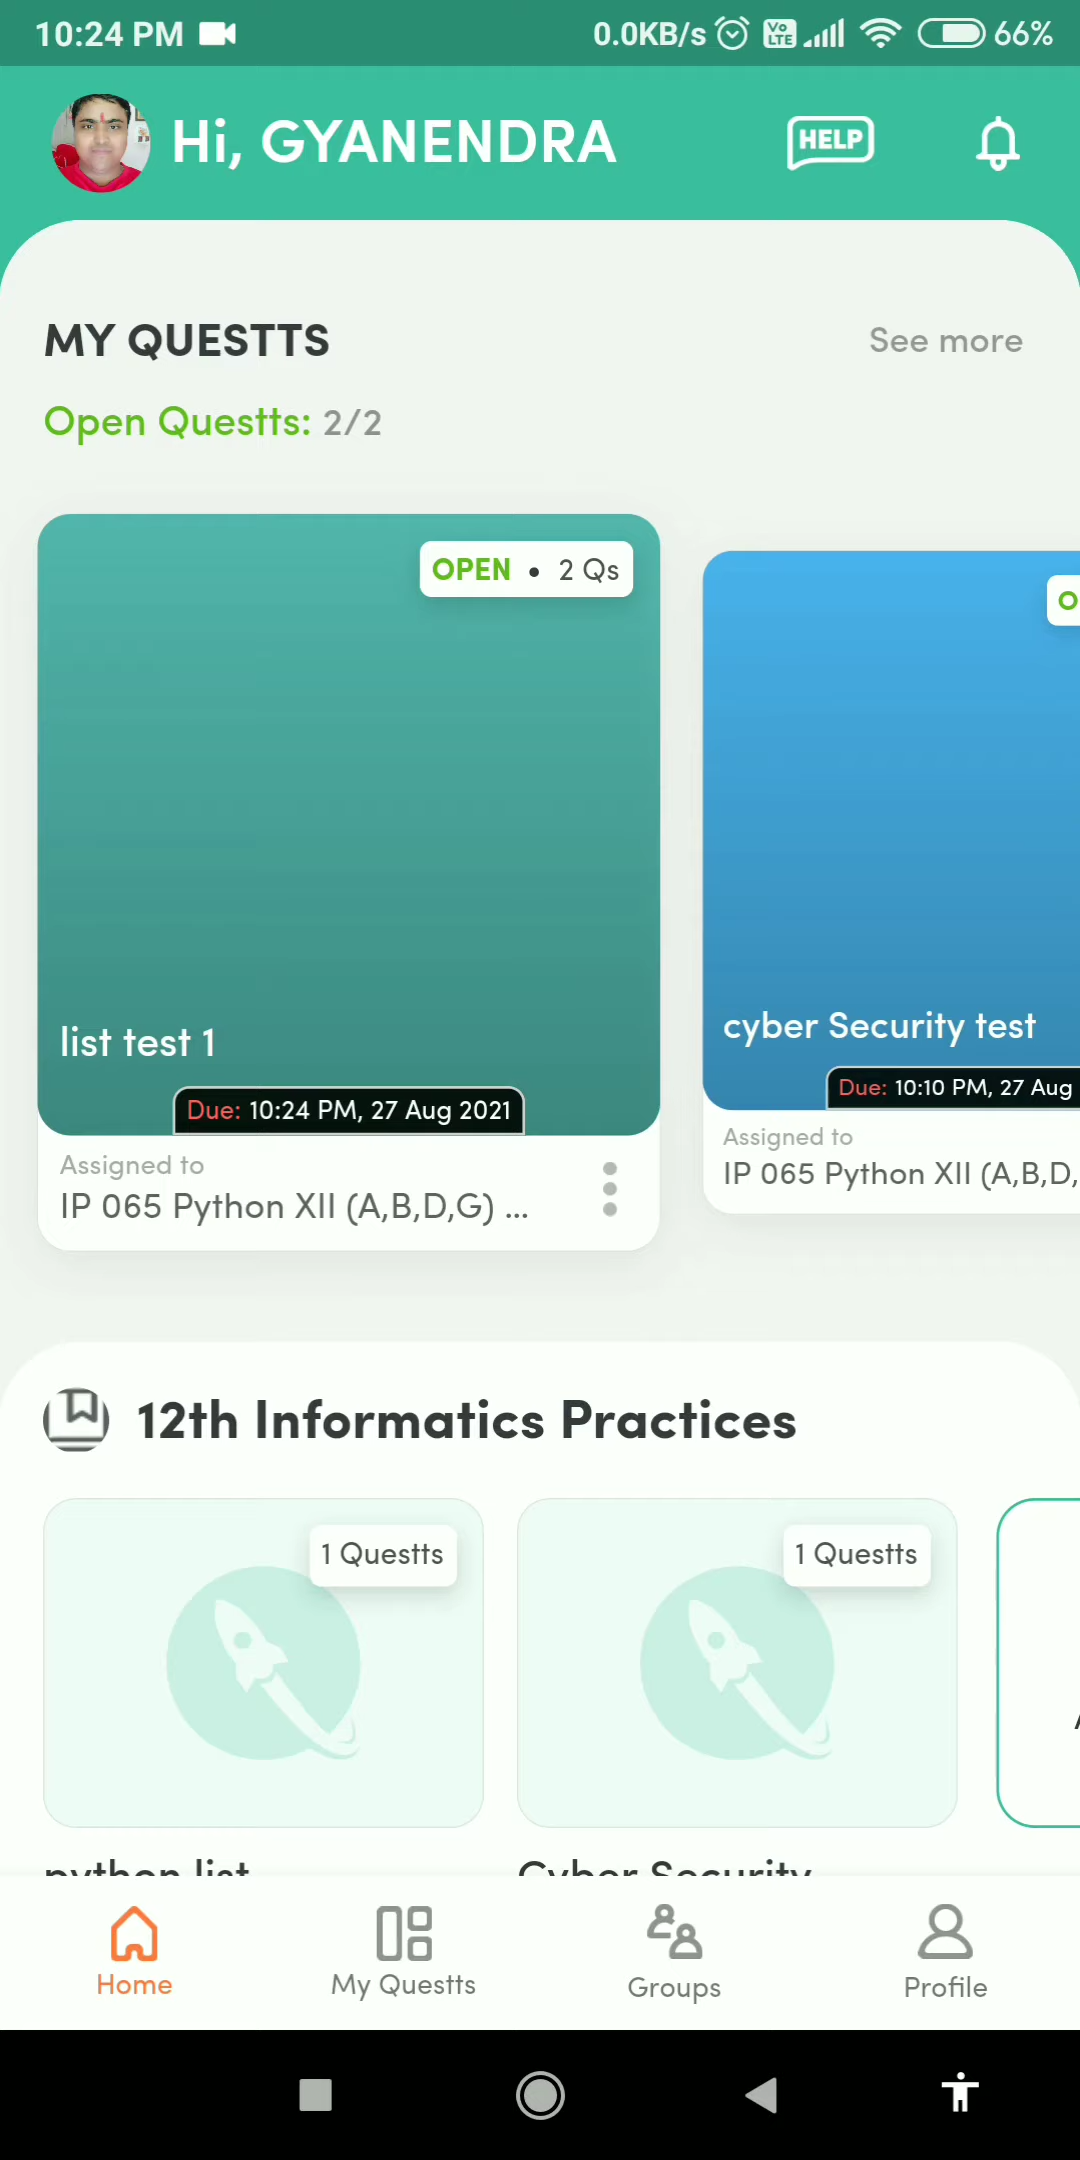 10:24 PM
0.0KB/s Vo LTE 66%
Hi, GYANENDRA
HELP
MY QUESTTS
See more
Open Questts: 2/2
OPEN • 2 Qs
list test 1
Due: 10:24 PM, 27 Aug 2021
Assigned to
IP 065 Python XII (A,B,D,G) ...
O
cyber Security test
Due: 10:10 PM, 27 Aug
Assigned to
IP 065 Python XII (A,B,D,
12th Informatics Practices
1 Questts
1 Questts
python list
Cyber Security
Home
My Questts
Groups
Profile